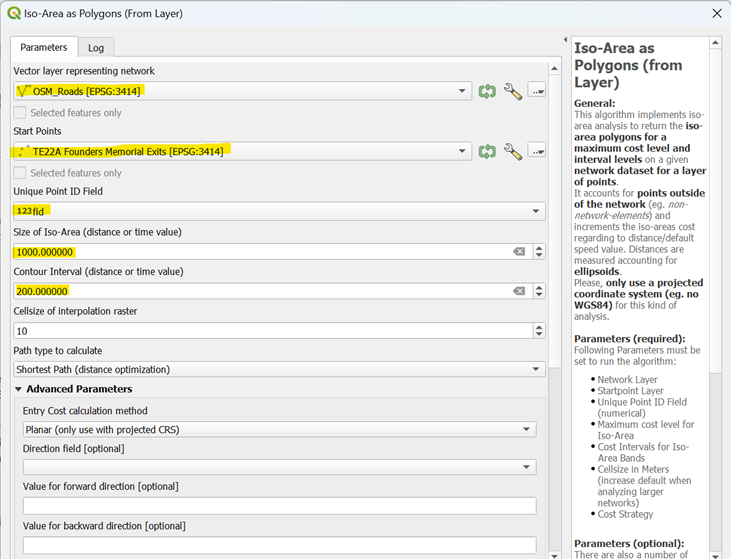 Iso-Area as Polygons (From Layer)
Parameters
Log
Vector layer representing network
OSM_Roads [EPSG:3414]
Selected features only
Start Points
TE22A Founders Memorial Exits [EPSG:3414]
Selected features only
Unique Point ID Field
123 fid
Size of Iso-Area (distance or time value)
1000.000000
Contour Interval (distance or time value)
200.000000
Cellsize of interpolation raster
10
Path type to calculate
Shortest Path (distance optimization)
Advanced Parameters
Entry Cost calculation method
Planar (only use with projected CRS)
Direction field [optional]
Value for forward direction [optional]
Value for backward direction [optional]
Iso-Area as
Polygons (from
Layer)
General:
This algorithm implements iso-
area analysis to return the iso-
area polygons for a
maximum cost level and
interval levels on a given
network dataset for a layer
of points.
It accounts for points outside
of the network (eg. non-
network-elements) and
increments the iso-areas cost
regarding to distance/default
speed value. Distances are
measured accounting for
ellipsoids.
Please, only use a projected
coordinate system (eg. no
WGS84) for this kind of
analysis.
Parameters (required):
Following Parameters must be
set to run the algorithm:
• Network Layer
• Startpoint Layer
• Unique Point ID Field
(numerical)
• Maximum cost level for
Iso-Area
• Cost Intervals for Iso-
Area Bands
• Cellsize in Meters
(increase default when
analyzing larger
networks)
• Cost Strategy
Parameters (optional):
There are also a number of